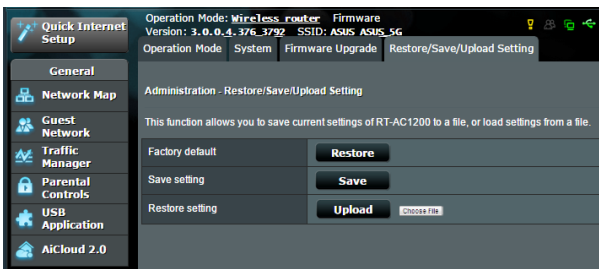 Quick Internet
Setup
General
Network Map
Guest
Network
Traffic
Manager
Parental
Controls
USB
Application
AiCloud 2.0
Operation Mode: Wireless router Firmware
Version: 3.0.0.4.376_3792 SSID: ASUS ASUS_5G
Operation Mode System Firmware Upgrade Restore/Save/Upload Setting
Administration - Restore/Save/Upload Setting
This function allows you to save current settings of RT-AC1200 to a file, or load settings from a file.
Factory default Restore
Save setting Save
Restore setting Upload Choose File